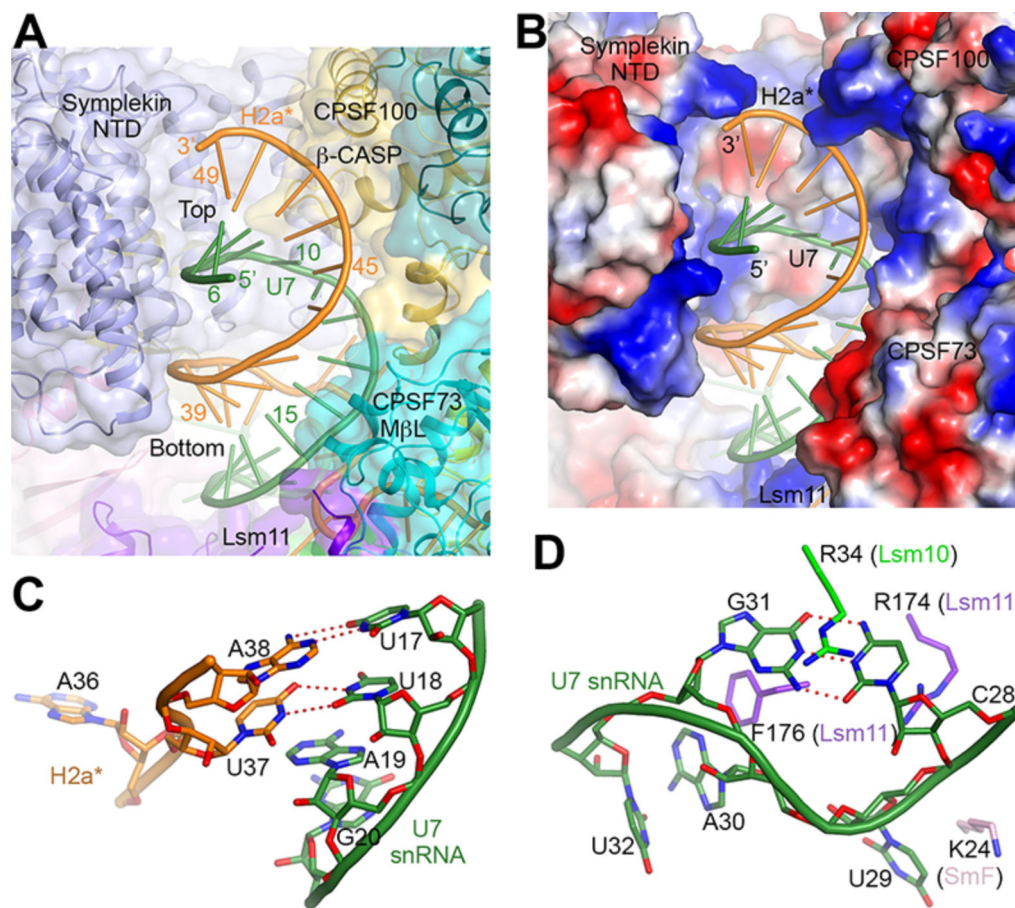 A
Symplekin
NTD
H2a*
CPSF100
β-CASP
3'
49
Top
10
45
5'
6
U7
39
15
CPSF73
MβL
Bottom
Lsm11
B
Symplekin
NTD
CPSF100
H2a*
3'
5'
U7
CPSF73
Lsm11
C
A38
U17
A36
U18
U37
A19
H2a*
G20
U7
snRNA
D
R34 (Lsm10)
G31
R174 (Lsm11
U7 snRNA
C28
F176 (Lsm11)
A30
U32
K24
U29
(SmF)